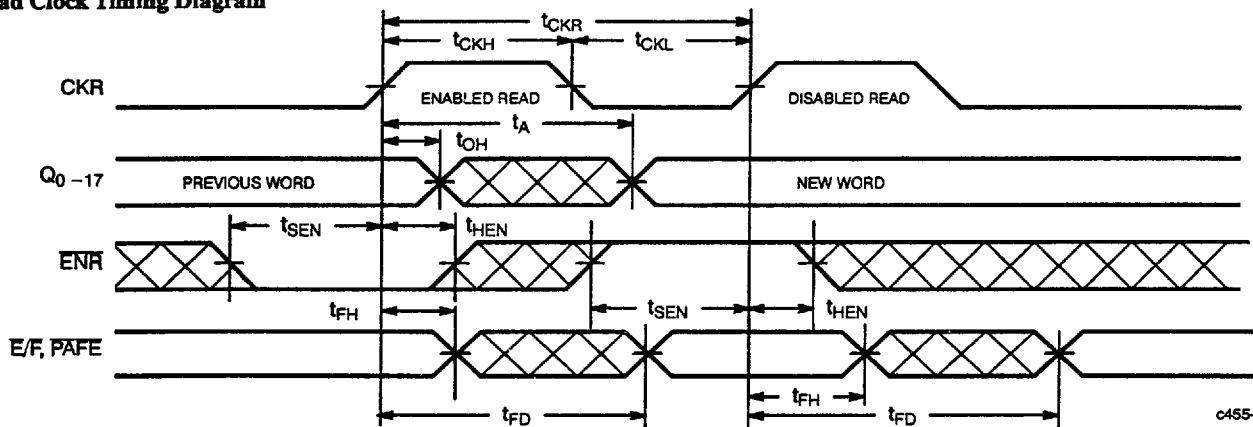 ad Clock Timing Diagram
tCKR
tCKH tCKL
CKR
ENABLED READ DISABLED READ
tA
tOH
Q0 –17
PREVIOUS WORD NEW WORD
tSEN tHEN
ENR
tFH tSEN tHEN
E/F, PAFE
tFH
tFD tFD
c455-